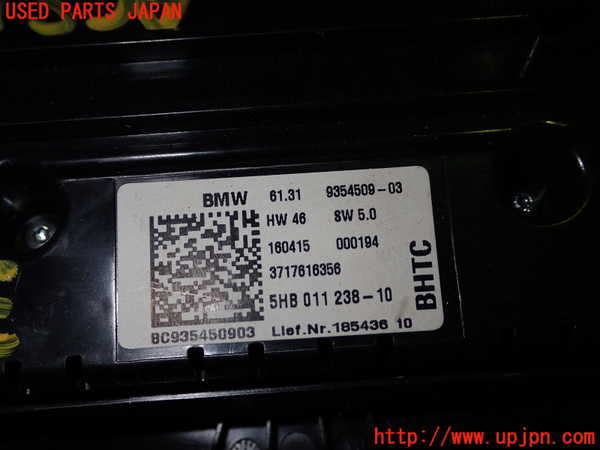 USED PARTS JAPAN
BMW 61.31 9354509-03
HW 46 SW 5.0
160415 000194
3717616356
5HB 011 238-10
BC935450903 Lief.Nr.185436 10
BHTC
http://www.upjpn.com/